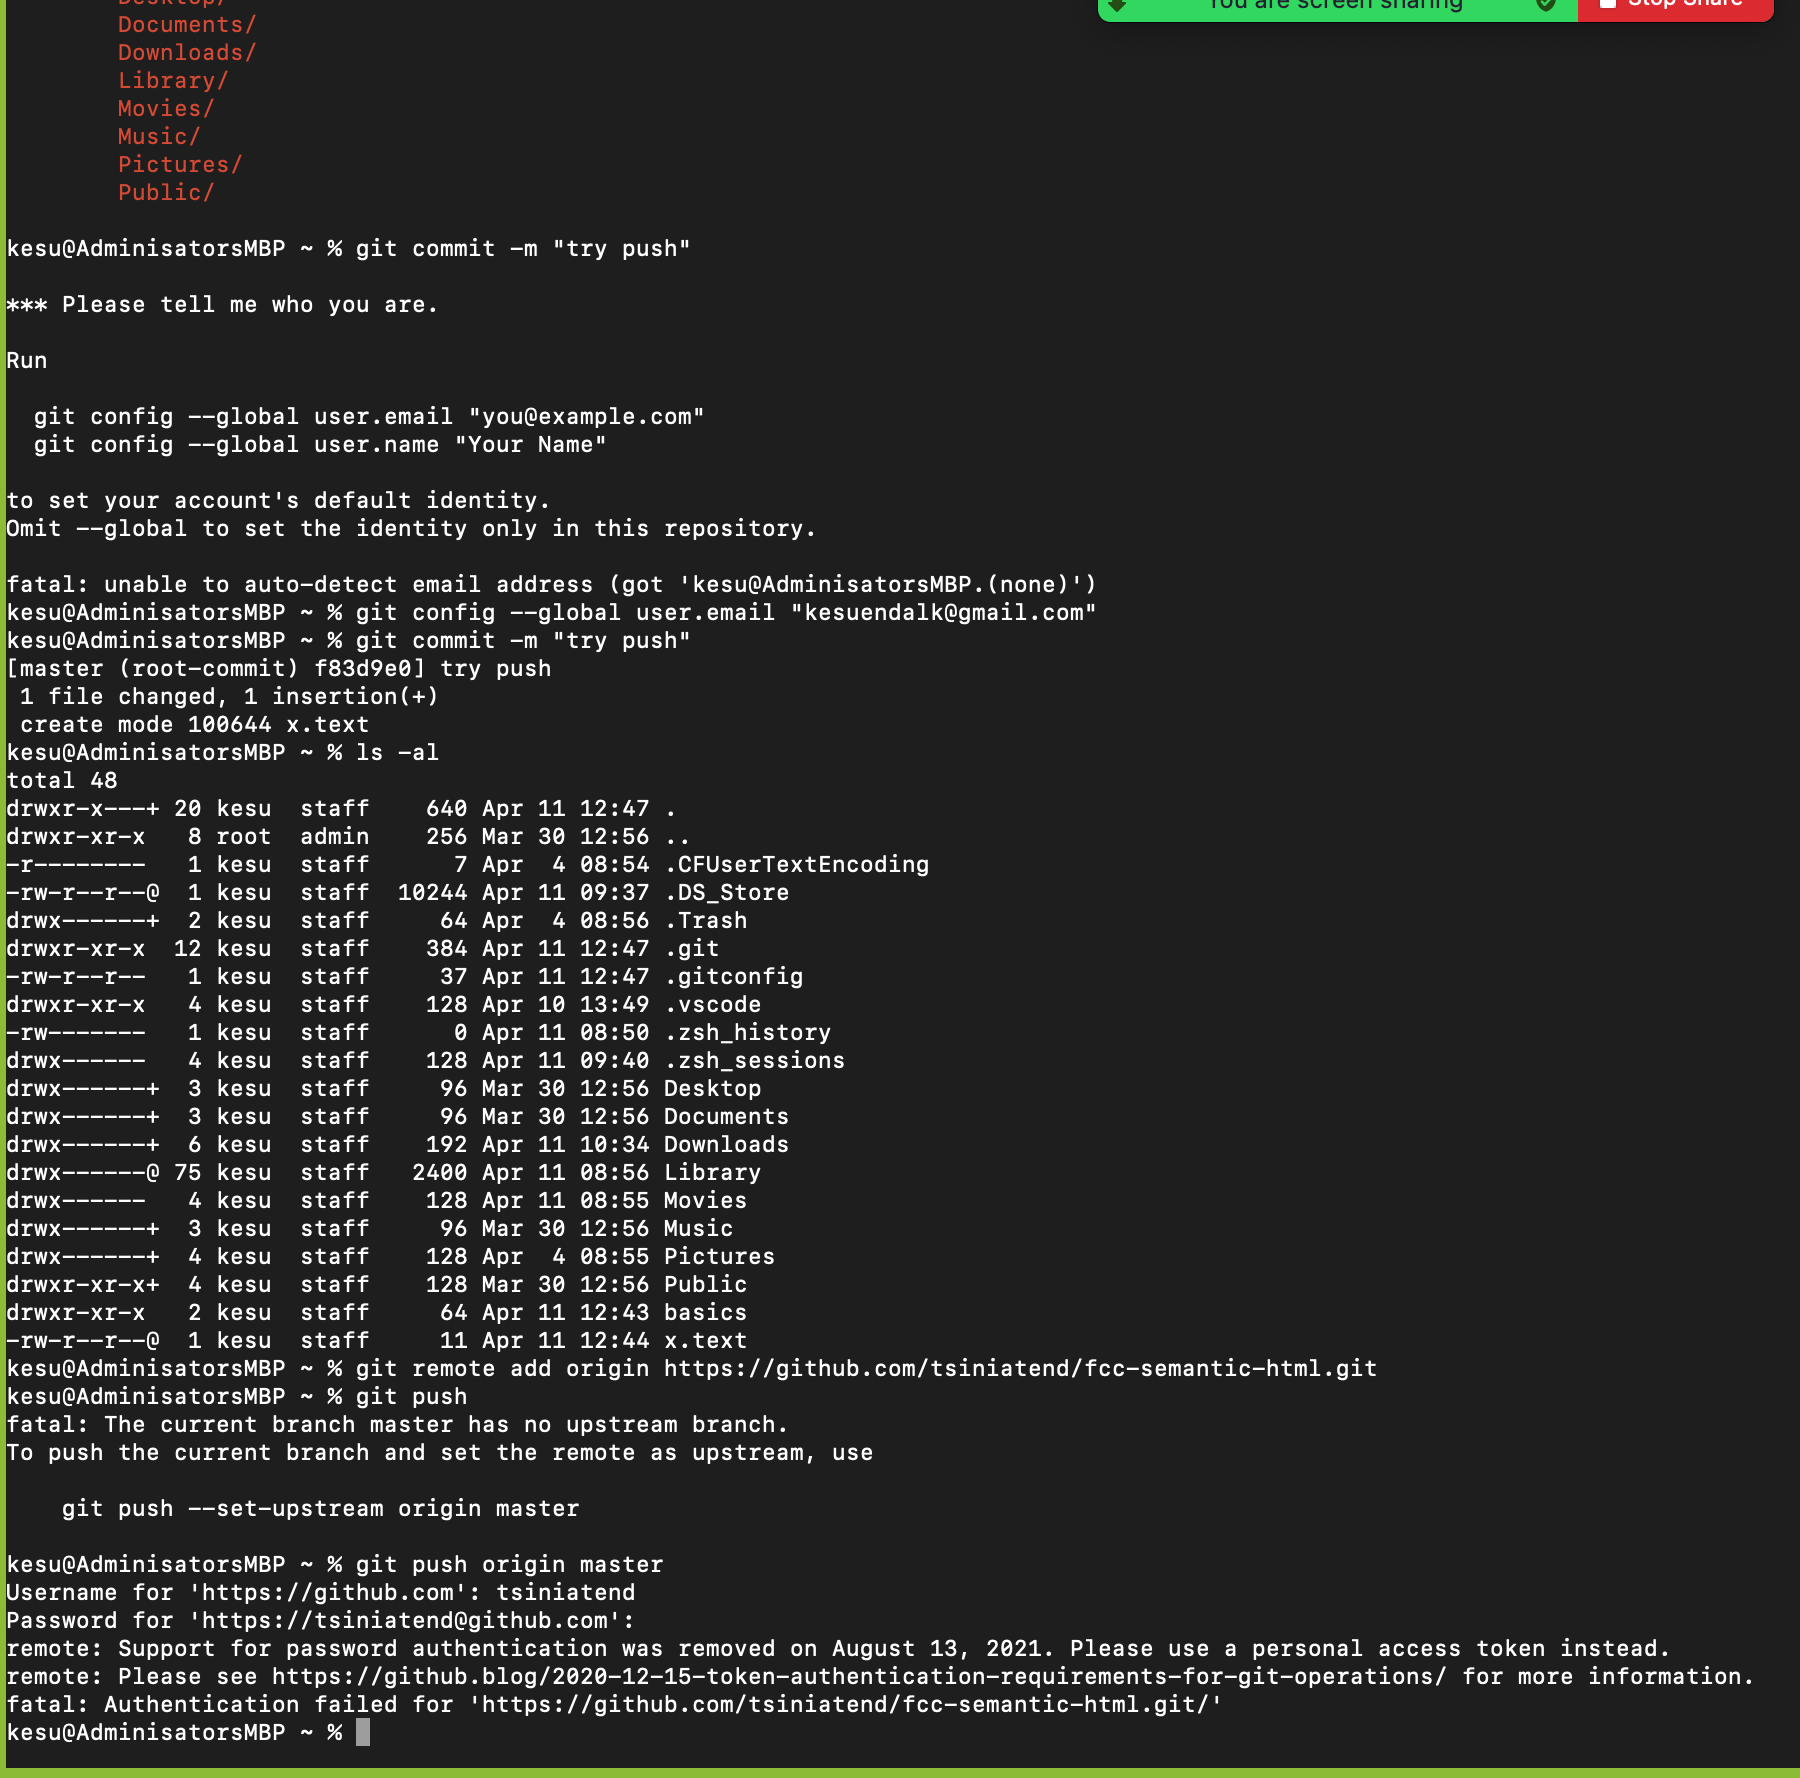 Desktop/
You are screen sharing
Stop Share
Documents/
Downloads/
Library/
Movies/
Music/
Pictures/
Public/
kesu@AdminisatorsMBP ~ % git commit -m "try push"
*** Please tell me who you are.
Run
git config --global user.email "you@example.com"
git config --global user.name "Your Name"
to set your account's default identity.
Omit --global to set the identity only in this repository.
fatal: unable to auto-detect email address (got 'kesu@AdminisatorsMBP.(none)')
kesu@AdminisatorsMBP ~ % git config --global user.email "kesuendalk@gmail.com"
kesu@AdminisatorsMBP ~ % git commit -m "try push"
[master (root-commit) f83d9e0] try push
1 file changed, 1 insertion(+)
create mode 100644 x.text
kesu@AdminisatorsMBP ~ % ls -al
total 48
drwxr-x---+ 20 kesu  staff    640 Apr 11 12:47 .
drwxr-xr-x   8 root  admin    256 Mar 30 12:56 ..
-r--------   1 kesu  staff      7 Apr  4 08:54 .CFUserTextEncoding
-rw-r--r--@  1 kesu  staff  10244 Apr 11 09:37 .DS_Store
drwx------+  2 kesu  staff     64 Apr  4 08:56 .Trash
drwxr-xr-x  12 kesu  staff    384 Apr 11 12:47 .git
-rw-r--r--   1 kesu  staff     37 Apr 11 12:47 .gitconfig
drwxr-xr-x   4 kesu  staff    128 Apr 10 13:49 .vscode
-rw-------   1 kesu  staff      0 Apr 11 08:50 .zsh_history
drwx------   4 kesu  staff    128 Apr 11 09:40 .zsh_sessions
drwx------+  3 kesu  staff     96 Mar 30 12:56 Desktop
drwx------+  3 kesu  staff     96 Mar 30 12:56 Documents
drwx------+  6 kesu  staff    192 Apr 11 10:34 Downloads
drwx------@ 75 kesu  staff   2400 Apr 11 08:56 Library
drwx------   4 kesu  staff    128 Apr 11 08:55 Movies
drwx------+  3 kesu  staff     96 Mar 30 12:56 Music
drwx------+  4 kesu  staff    128 Apr  4 08:55 Pictures
drwxr-xr-x+  4 kesu  staff    128 Mar 30 12:56 Public
drwxr-xr-x   2 kesu  staff     64 Apr 11 12:43 basics
-rw-r--r--@  1 kesu  staff     11 Apr 11 12:44 x.text
kesu@AdminisatorsMBP ~ % git remote add origin https://github.com/tsiniatend/fcc-semantic-html.git
kesu@AdminisatorsMBP ~ % git push
fatal: The current branch master has no upstream branch.
To push the current branch and set the remote as upstream, use
git push --set-upstream origin master
kesu@AdminisatorsMBP ~ % git push origin master
Username for 'https://github.com': tsiniatend
Password for 'https://tsiniatend@github.com':
remote: Support for password authentication was removed on August 13, 2021. Please use a personal access token instead.
remote: Please see https://github.blog/2020-12-15-token-authentication-requirements-for-git-operations/ for more information.
fatal: Authentication failed for 'https://github.com/tsiniatend/fcc-semantic-html.git/'
kesu@AdminisatorsMBP ~ %